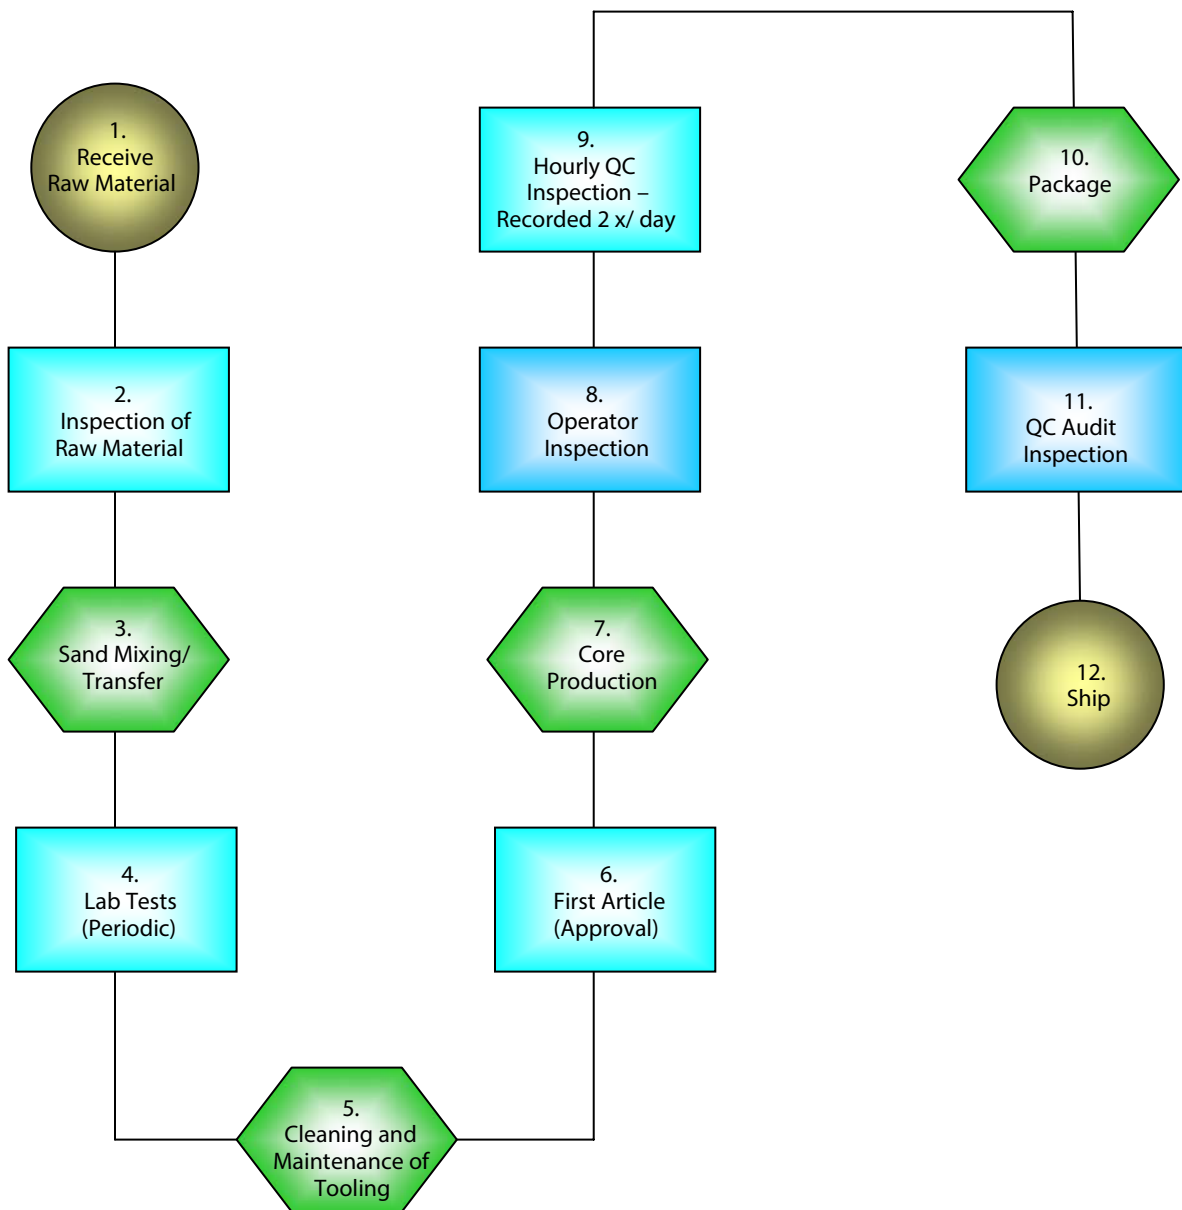 1.
Receive
Raw Material
2.
Inspection of
Raw Material
3.
Sand Mixing/
Transfer
4.
Lab Tests
(Periodic)
5.
Cleaning and
Maintenance of
Tooling
6.
First Article
(Approval)
7.
Core
Production
8.
Operator
Inspection
9.
Hourly QC
Inspection –
Recorded 2 x/ day
10.
Package
11.
QC Audit
Inspection
12.
Ship